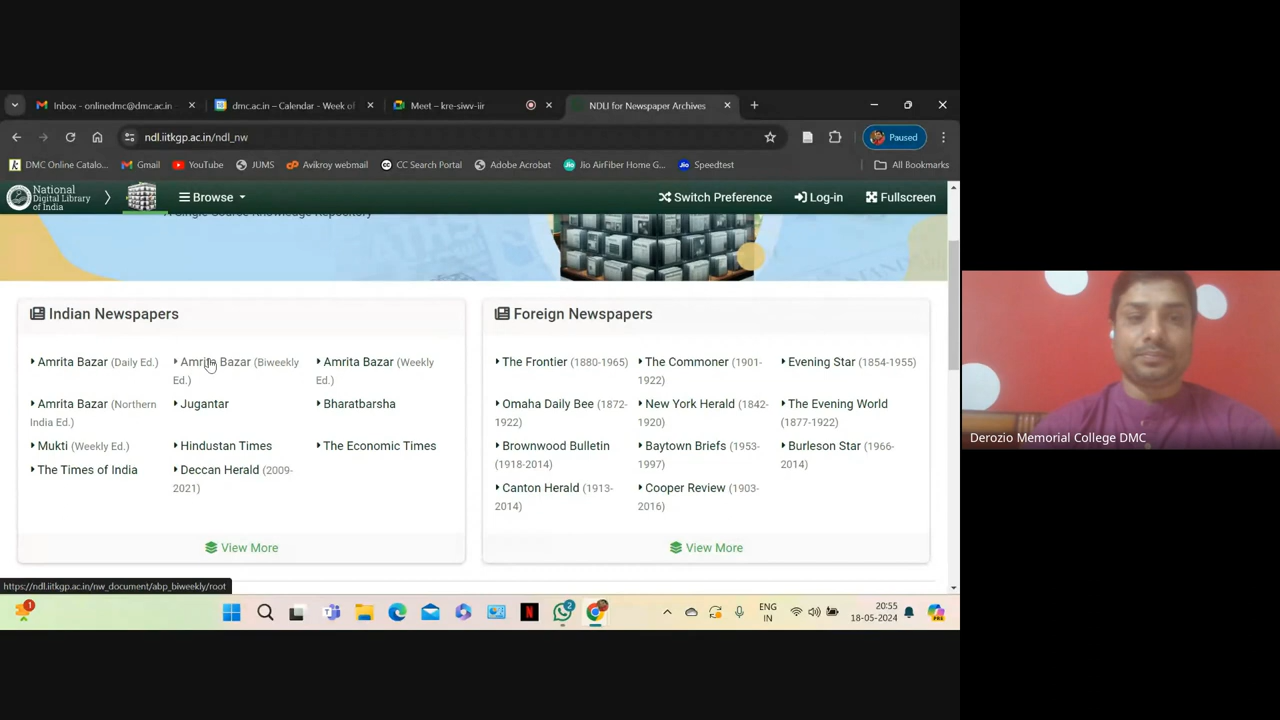 Inbox - onlinedmc@dmc.ac.in
dmc.ac.in – Calendar - Week of
Meet – kre-siwv-iir
NDLI for Newspaper Archives
ndl.iitkgp.ac.in/ndl_nw
Paused
DMC Online Catalo...
Gmail
YouTube
JUMS
Avikroy webmail
CC Search Portal
Adobe Acrobat
Jio AirFiber Home G...
Speedtest
All Bookmarks
National
Digital Library
of India
Browse
Switch Preference
Log-in
Fullscreen
A Single Source Knowledge Repository
Indian Newspapers
Amrita Bazar (Daily Ed.)
Amrita Bazar (Biweekly
Ed.)
Amrita Bazar (Weekly
Ed.)
Amrita Bazar (Northern
India Ed.)
Jugantar
Bharatbarsha
Mukti (Weekly Ed.)
Hindustan Times
The Economic Times
The Times of India
Deccan Herald (2009-
2021)
View More
Foreign Newspapers
The Frontier (1880-1965)
The Commoner (1901-
1922)
Evening Star (1854-1955)
Omaha Daily Bee (1872-
1922)
New York Herald (1842-
1920)
The Evening World
(1877-1922)
Brownwood Bulletin
(1918-2014)
Baytown Briefs (1953-
1997)
Burleson Star (1966-
2014)
Canton Herald (1913-
2014)
Cooper Review (1903-
2016)
View More
https://ndl.iitkgp.ac.in/nw_document/abp_biweekly/root
1
2
ENG
IN
20:55
18-05-2024
Derozio Memorial College DMC